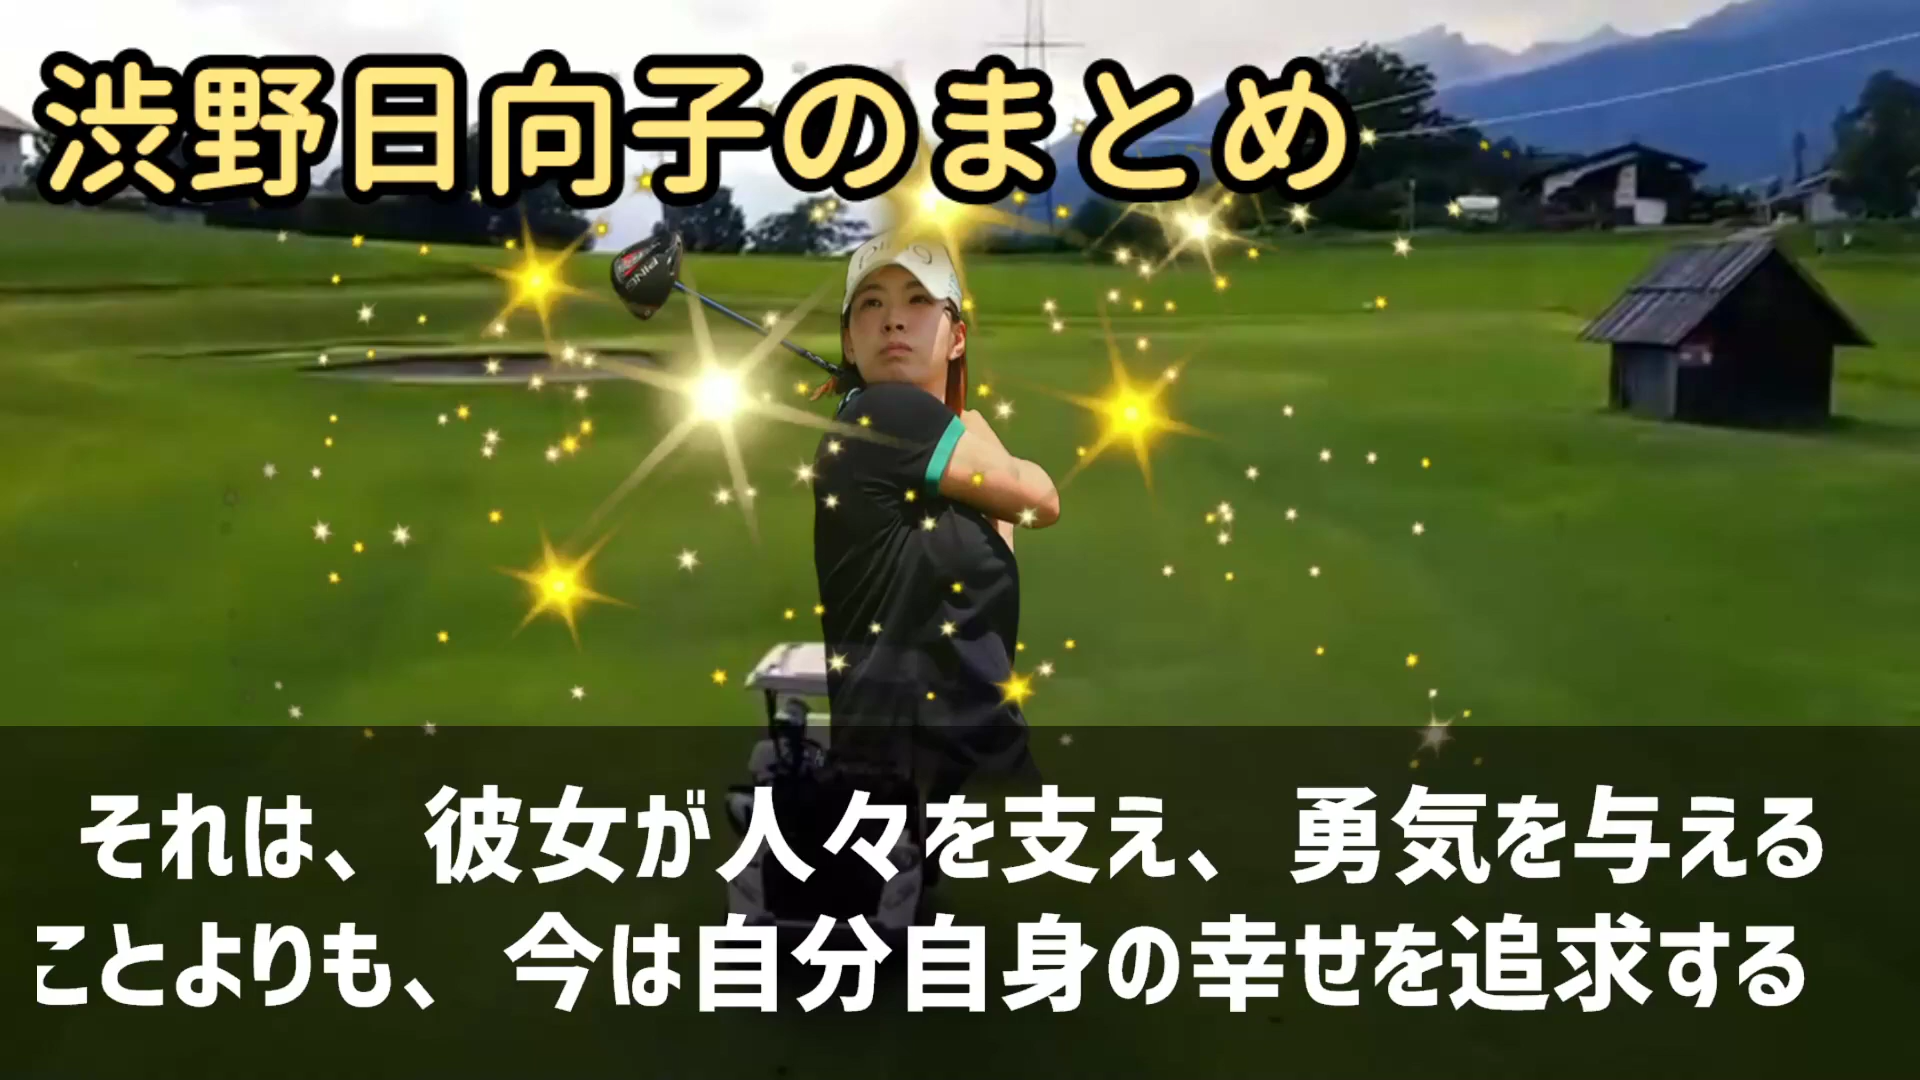 渋野日向子のまとめ
PING
PING
それは、彼女が人々を支え、勇気を与える
ことよりも、今は自分自身の幸せを追求する